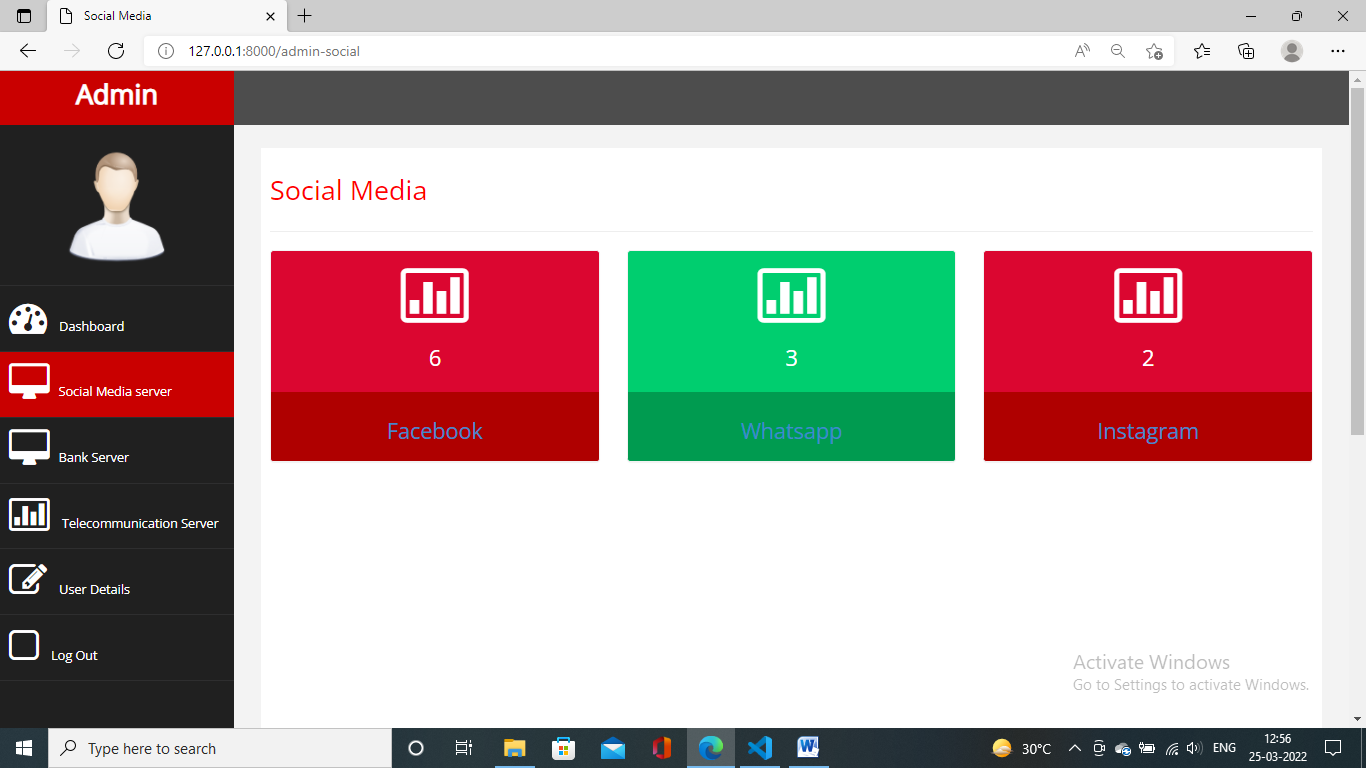 Social Media
127.0.0.1:8000/admin-social
Admin
Dashboard
Social Media server
Bank Server
Telecommunication Server
User Details
Log Out
Social Media
6
Facebook
3
Whatsapp
2
Instagram
Activate Windows
Go to Settings to activate Windows.
Type here to search
30°C
ENG
12:56
25-03-2022